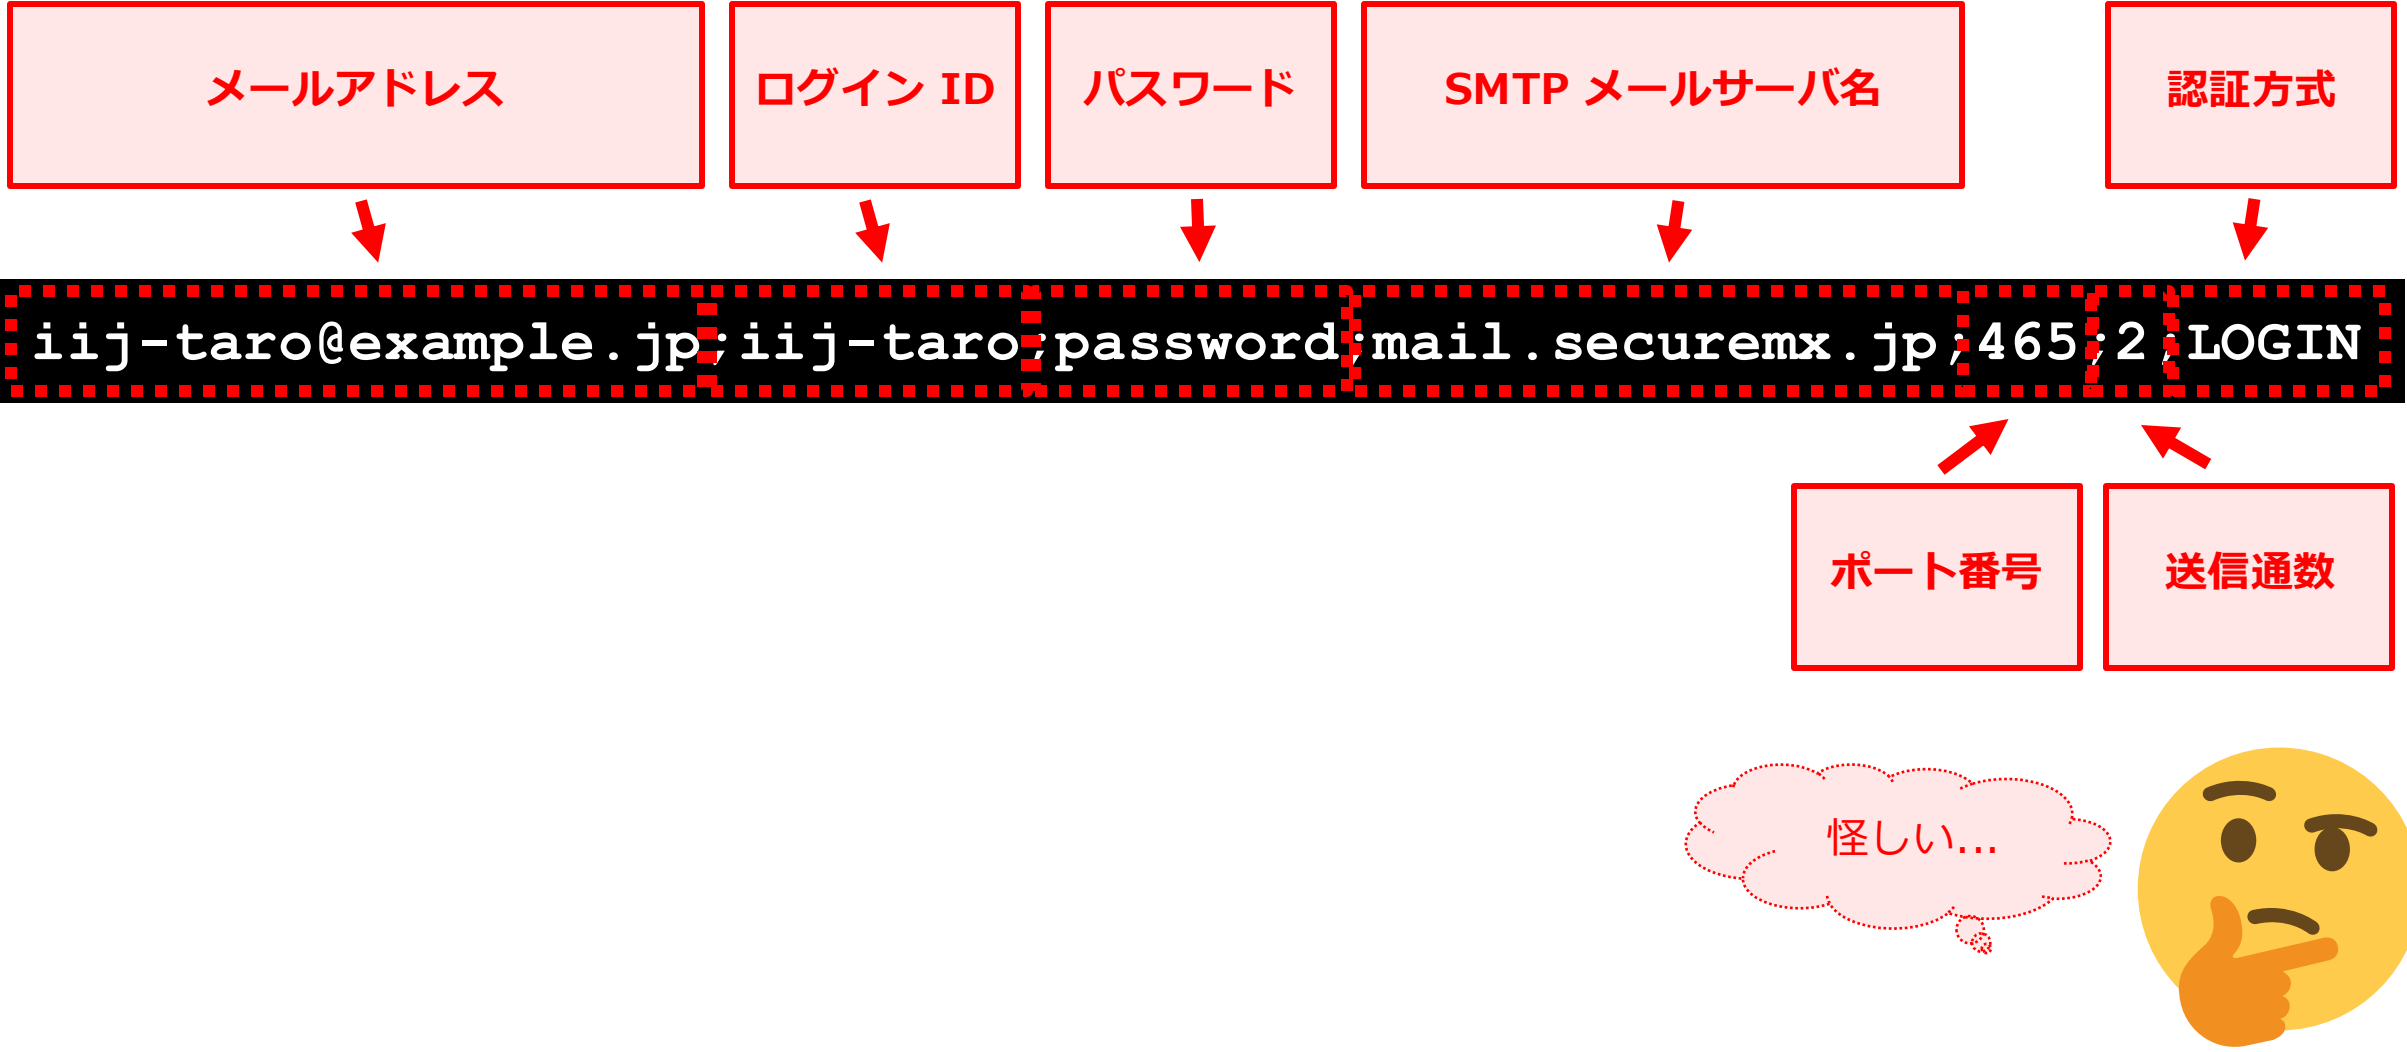 メールアドレス
ログイン ID
パスワード
SMTP メールサーバ名
認証方式
iij-taro@example.jp;iij-taro;password;mail.securemx.jp;465;2;LOGIN
ポート番号
送信通数
怪しい...